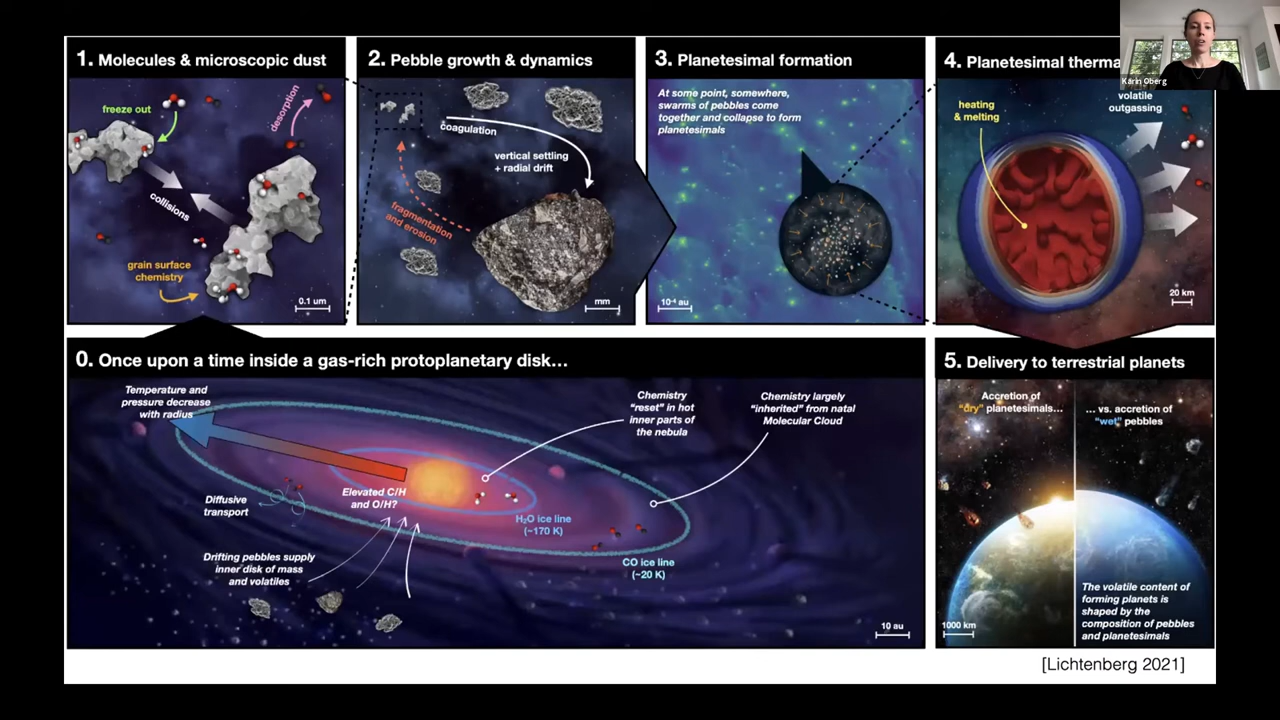 1. Molecules & microscopic dust
freeze out
desorption
collisions
grain surface
chemistry
0.1 um
2. Pebble growth & dynamics
coagulation
vertical settling
+ radial drift
fragmentation
and erosion
mm
3. Planetesimal formation
At some point, somewhere,
swarms of pebbles come
together and collapse to form
planetesimals
10⁻⁴ au
4. Planetesimal therma
Karin Öberg
heating
& melting
volatile
outgassing
20 km
0. Once upon a time inside a gas-rich protoplanetary disk…
Temperature and
pressure decrease
with radius
Chemistry
“reset” in hot
inner parts of
the nebula
Chemistry largely
“inherited” from natal
Molecular Cloud
Diffusive
transport
Elevated C/H
and O/H?
H₂O ice line
(~170 K)
CO ice line
(~20 K)
Drifting pebbles supply
inner disk of mass
and volatiles
10 au
5. Delivery to terrestrial planets
Accretion of
“dry” planetesimals…
… vs. accretion of
“wet” pebbles
The volatile content of
forming planets is
shaped by the
composition of pebbles
and planetesimals
1000 km
[Lichtenberg 2021]